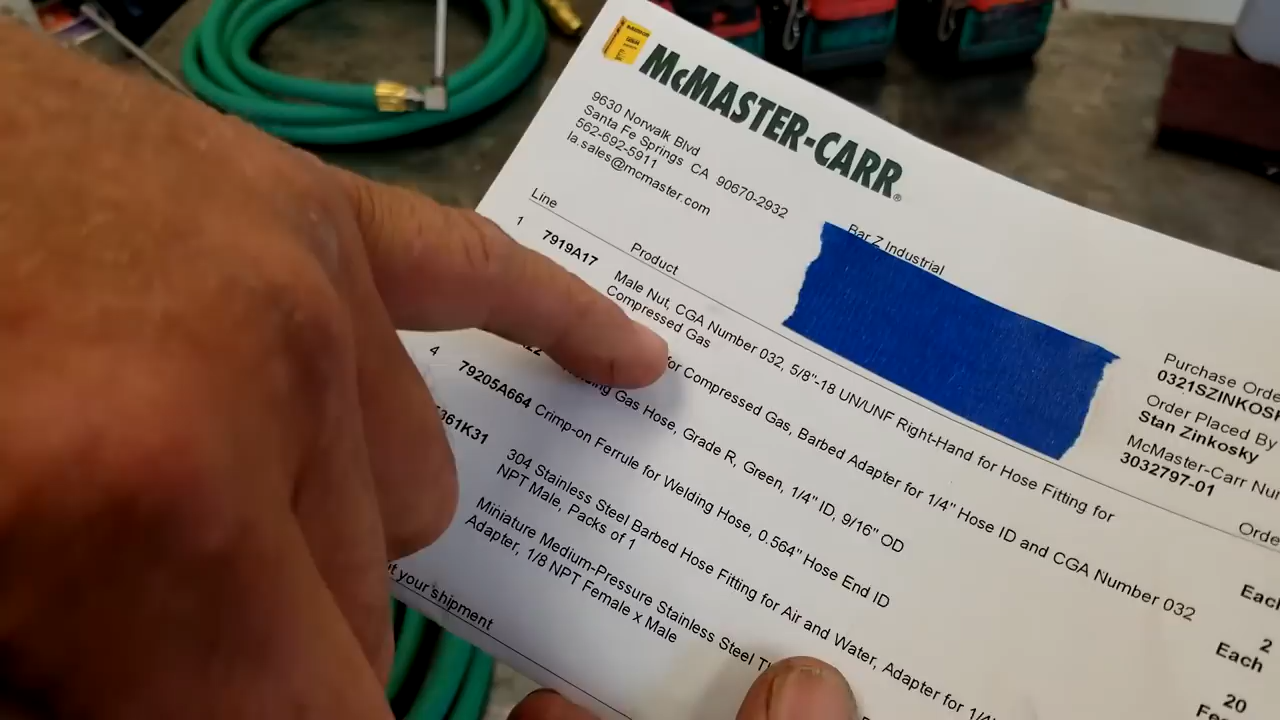 McMASTER-CARR®
9630 Norwalk Blvd
Santa Fe Springs CA 90670-2932
562-692-5911
la.sales@mcmaster.com
Bar Z Industrial
Purchase Orde
0321SZINKOS
Order Placed By
Stan Zinkosky
McMaster-Carr Nu
3032797-01
Line
Product
Orde
1
7919A17
Male Nut, CGA Number 032, 5/8"-18 UN/UNF Right-Hand for Hose Fitting for
Compressed Gas
Each
2
for Compressed Gas, Barbed Adapter for 1/4" Hose ID and CGA Number 032
Each
20
Gas Hose, Grade R, Green, 1/4" ID, 9/16" OD
4
79205A664
Crimp-on Ferrule for Welding Hose, 0.564" Hose End ID
361K31
304 Stainless Steel Barbed Hose Fitting for Air and Water, Adapter for 1/4
NPT Male, Packs of 1
Miniature Medium-Pressure Stainless Steel T
Adapter, 1/8 NPT Female x Male
ut your shipment